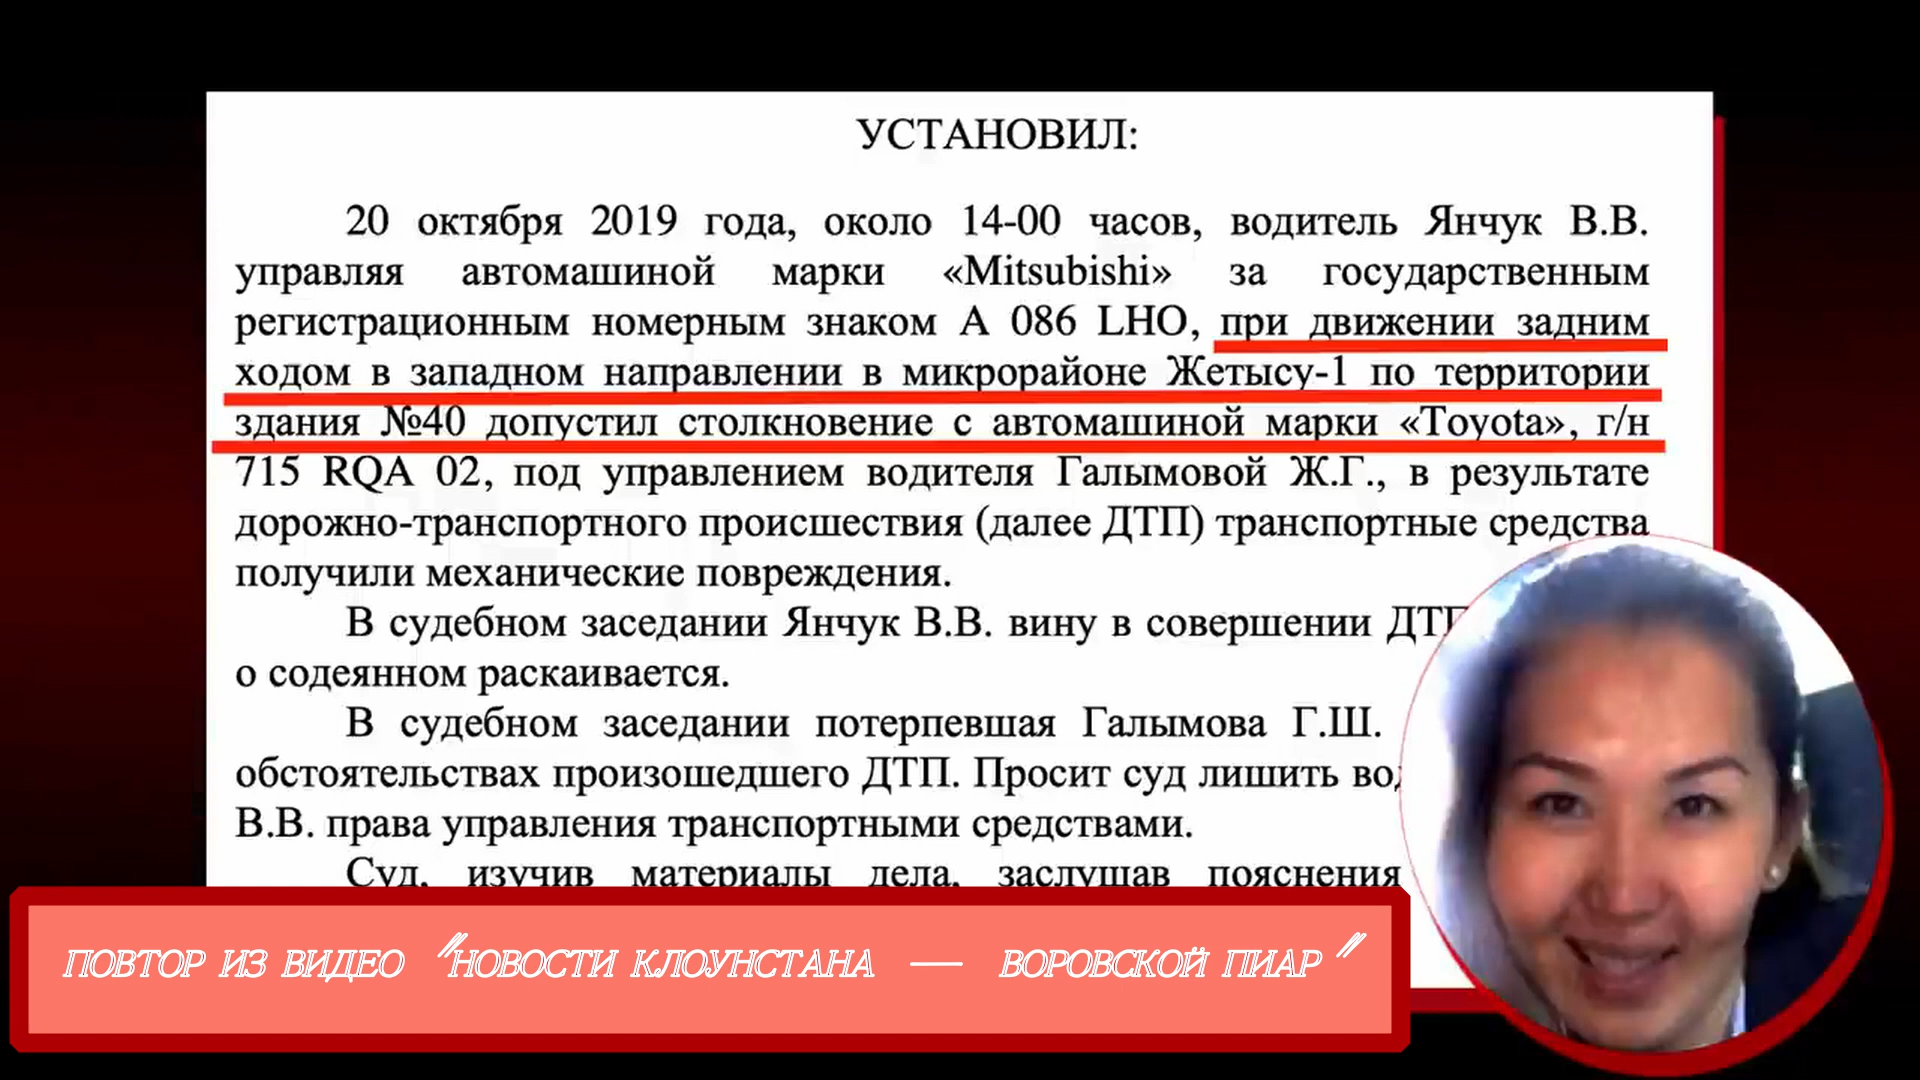 УСТАНОВИЛ:
20 октября 2019 года, около 14-00 часов, водитель Янчук В.В.
управляя автомашиной марки «Mitsubishi» за государственным
регистрационным номерным знаком А 086 LHO, при движении задним
ходом в западном направлении в микрорайоне Жетысу-1 по территории
здания №40 допустил столкновение с автомашиной марки «Toyota», г/н
715 RQA 02, под управлением водителя Галымовой Ж.Г., в результате
дорожно-транспортного происшествия (далее ДТП) транспортные средства
получили механические повреждения.
В судебном заседании Янчук В.В. вину в совершении
о содеянном раскаивается.
В судебном заседании потерпевшая Галымова Г.Ш.
обстоятельствах произошедшего ДТП. Просит суд лишить
В.В. права управления транспортными средствами.
Суд, изучив материалы дела, заслушав пояснения
ПОВТОР ИЗ ВИДЕО "НОВОСТИ КЛОУНСТАНА — ВОРОВСКОЙ ПИАР"